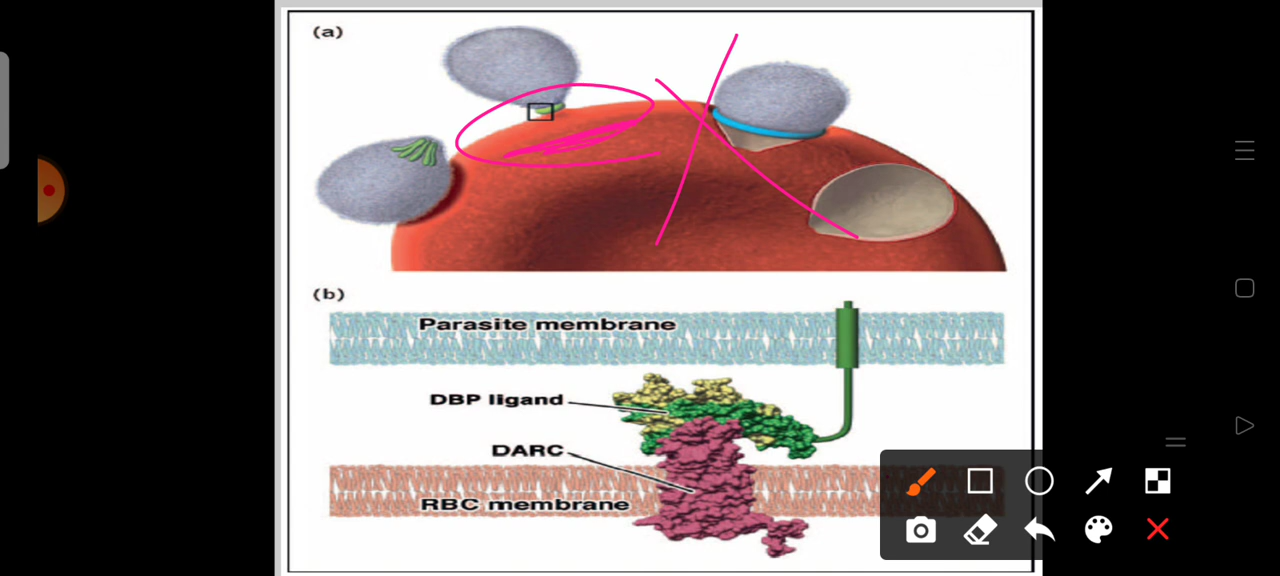 (a)
(b)
Parasite membrane
DBP ligand
DARC
RBC membrane